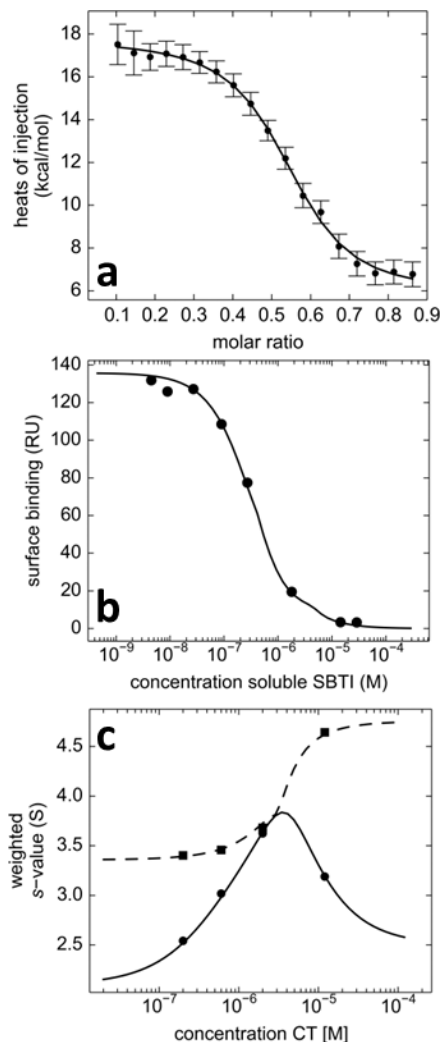 18
16
14
12
10
8
6
heats of injection
(kcal/mol)
a
0.1 0.2 0.3 0.4 0.5 0.6 0.7 0.8 0.9
molar ratio
140
120
100
80
60
40
20
0
surface binding (RU)
b
10⁻⁹ 10⁻⁸ 10⁻⁷ 10⁻⁶ 10⁻⁵ 10⁻⁴
concentration soluble SBTI (M)
c
4.5
4.0
3.5
3.0
2.5
weighted
s-value (S)
10⁻⁷ 10⁻⁶ 10⁻⁵ 10⁻⁴
concentration CT [M]